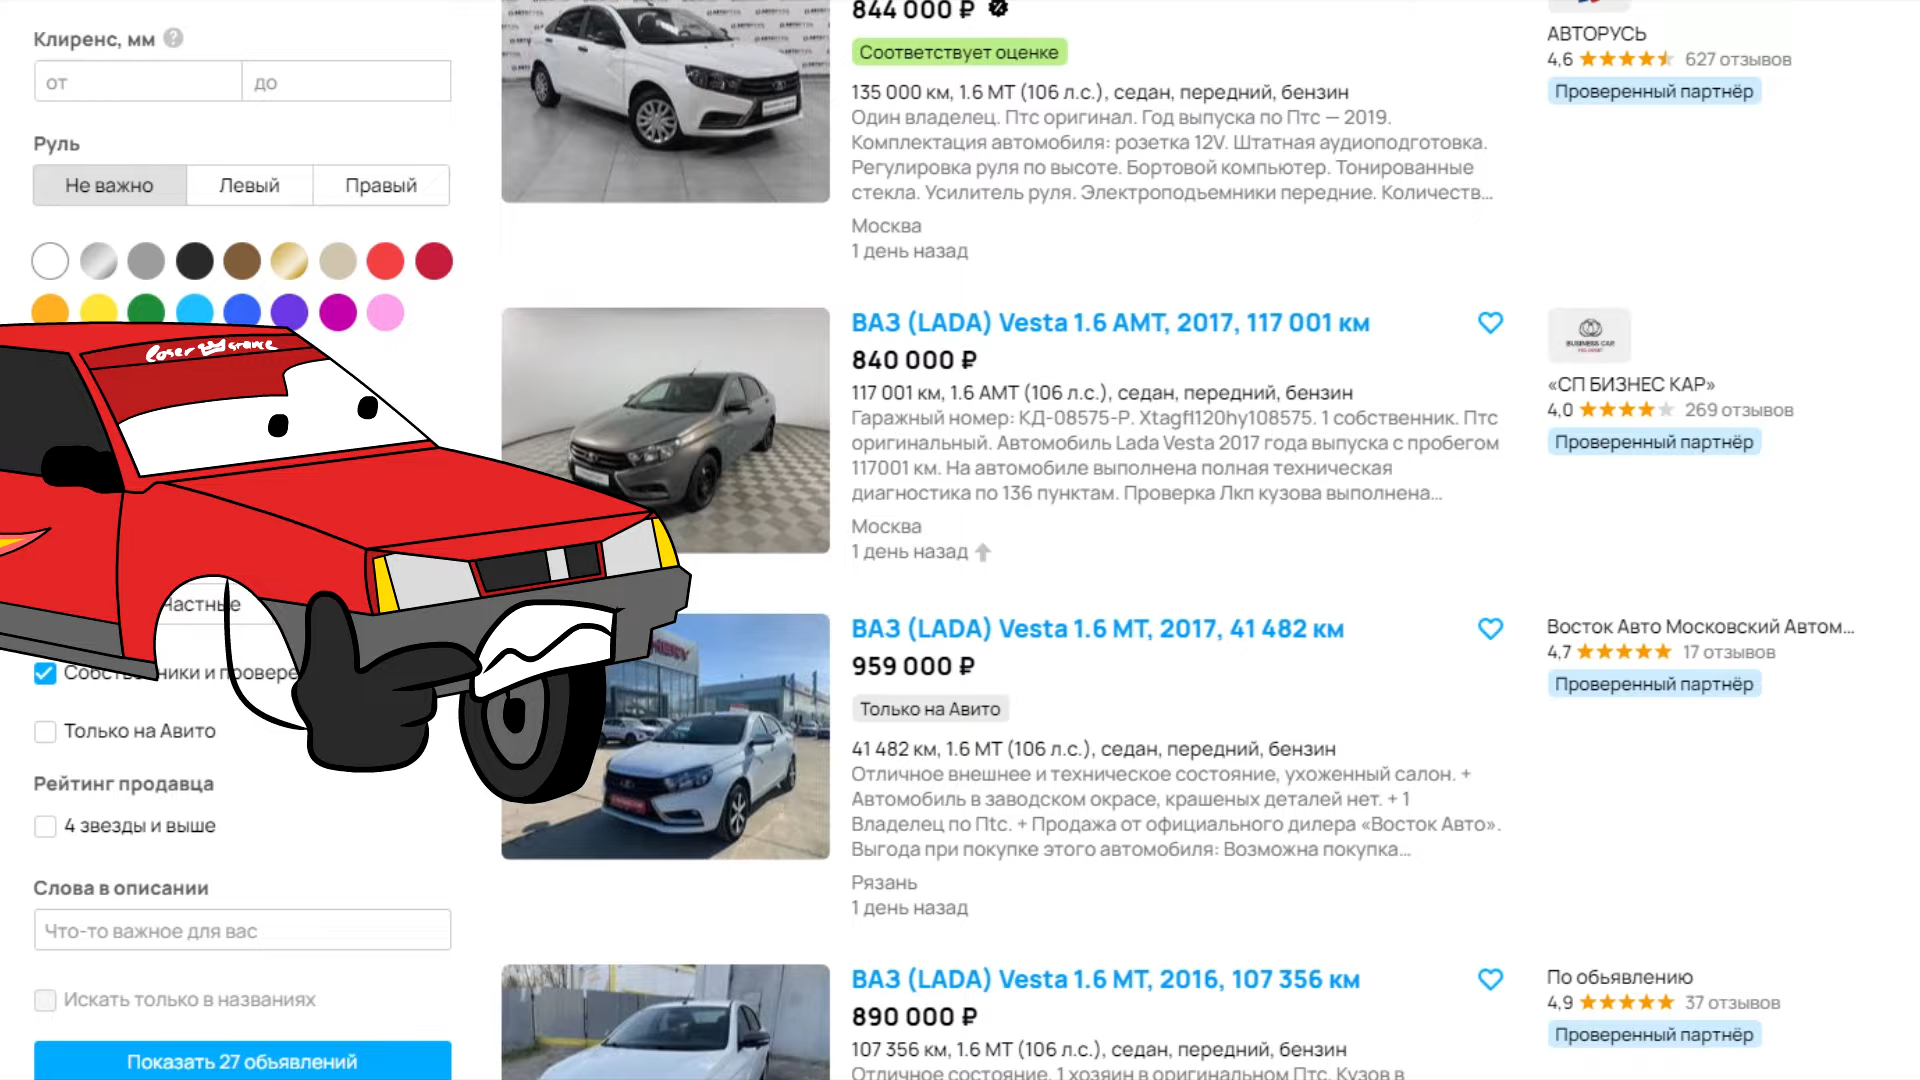 Клиренс, мм
?
от
до
Руль
Не важно
Левый
Правый
Частные
Только на Авито
Рейтинг продавца
4 звезды и выше
Слова в описании
Что-то важное для вас
Искать только в названиях
Показать 27 объявлений
844 000 ₽
Соответствует оценке
135 000 км, 1.6 MT (106 л.с.), седан, передний, бензин
Один владелец. Птс оригинал. Год выпуска по Птс — 2019.
Комплектация автомобиля: розетка 12V. Штатная аудиоподготовка.
Регулировка руля по высоте. Бортовой компьютер. Тонированные
стекла. Усилитель руля. Электроподъемники передние. Количеств...
Москва
1 день назад
АВТОРУСЬ
4,6
627 отзывов
Проверенный партнёр
ВАЗ (LADA) Vesta 1.6 AMT, 2017, 117 001 км
840 000 ₽
117 001 км, 1.6 AMT (106 л.с.), седан, передний, бензин
Гаражный номер: КД-08575-Р. Xtagfl120hy108575. 1 собственник. Птс
оригинальный. Автомобиль Lada Vesta 2017 года выпуска с пробегом
117001 км. На автомобиле выполнена полная техническая
диагностика по 136 пунктам. Проверка Лкп кузова выполнена...
Москва
1 день назад
BUSINESS CAR
«СП БИЗНЕС КАР»
4,0
269 отзывов
Проверенный партнёр
ВАЗ (LADA) Vesta 1.6 MT, 2017, 41 482 км
959 000 ₽
Только на Авито
41 482 км, 1.6 MT (106 л.с.), седан, передний, бензин
Отличное внешнее и техническое состояние, ухоженный салон. +
Автомобиль в заводском окрасе, крашеных деталей нет. + 1
Владелец по Птс. + Продажа от официального дилера «Восток Авто».
Выгода при покупке этого автомобиля: Возможна покупка...
Рязань
1 день назад
Восток Авто Московский Автом...
4,7
17 отзывов
Проверенный партнёр
ВАЗ (LADA) Vesta 1.6 MT, 2016, 107 356 км
890 000 ₽
107 356 км, 1.6 MT (106 л.с.), седан, передний, бензин
Отличное состояние. 1 хозяин в оригинальном Птс. Кузов в
По обьявлению
4,9
37 отзывов
Проверенный партнёр